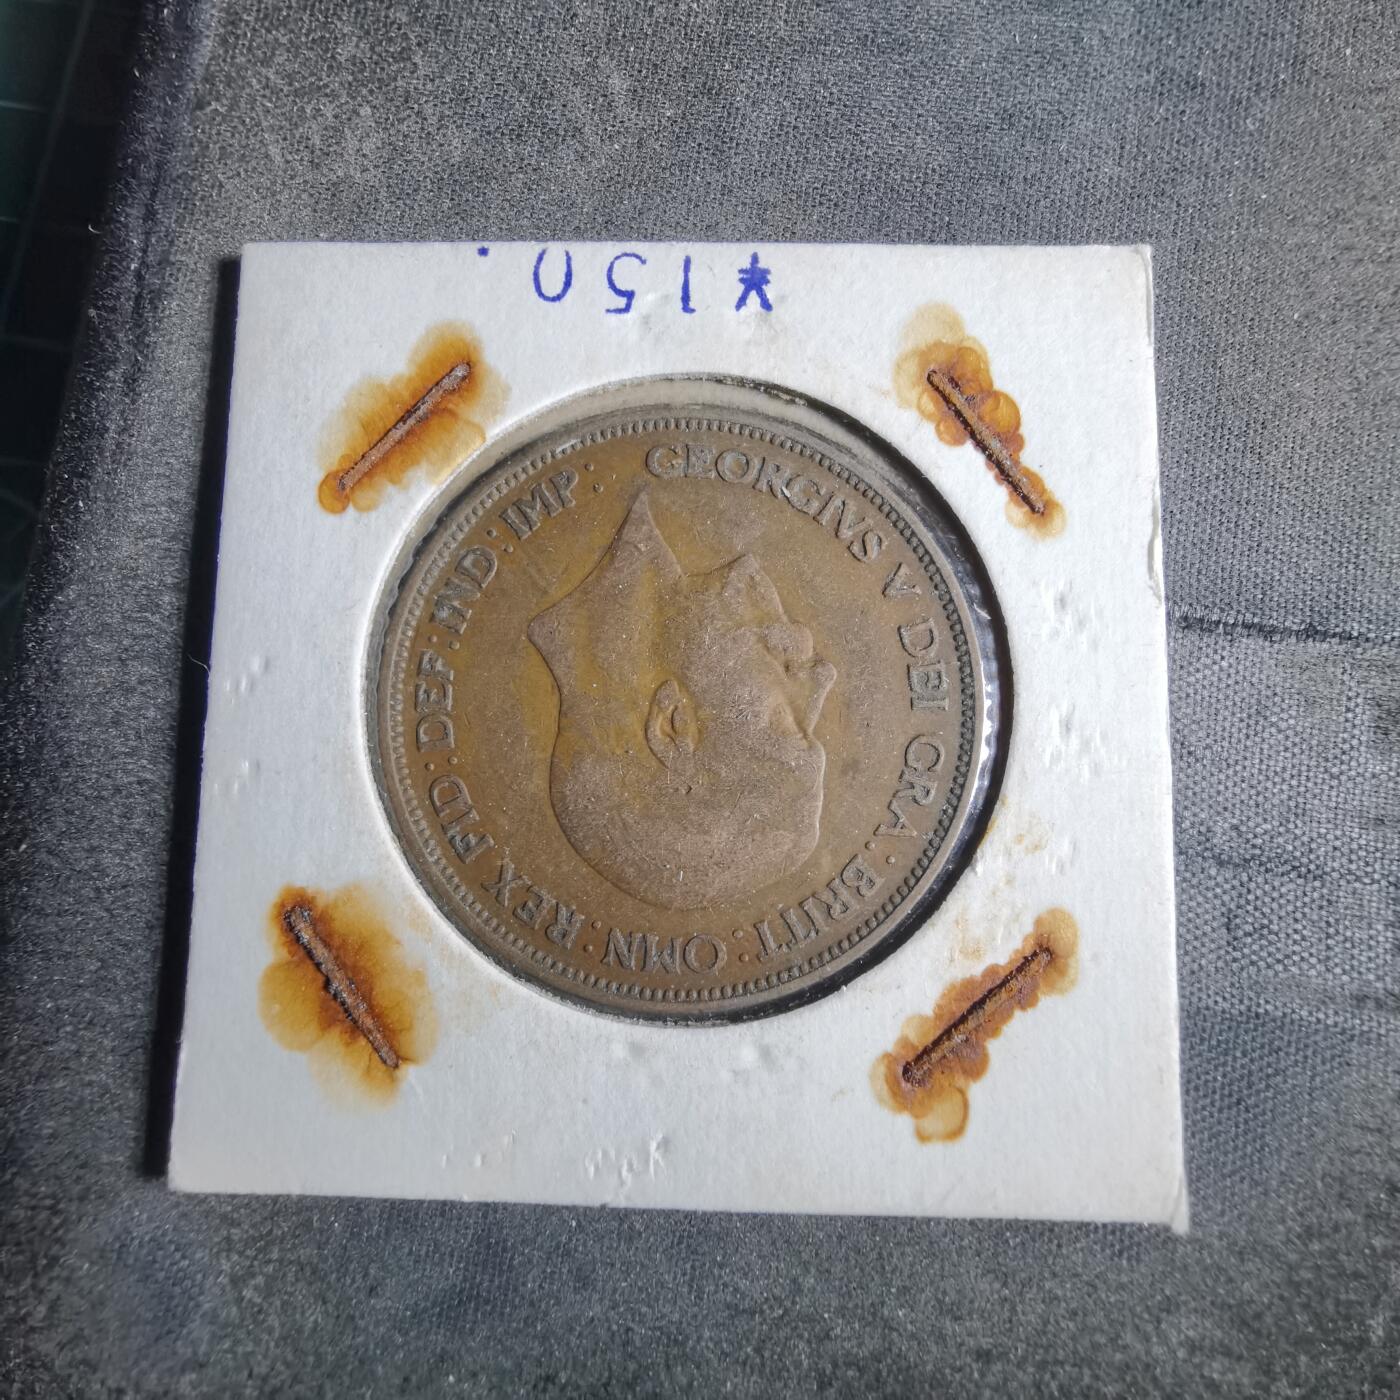 *150.
GEORGIVS V DEI GRA: BRITT: OMN: REX FID: DEF: IND: IMP: